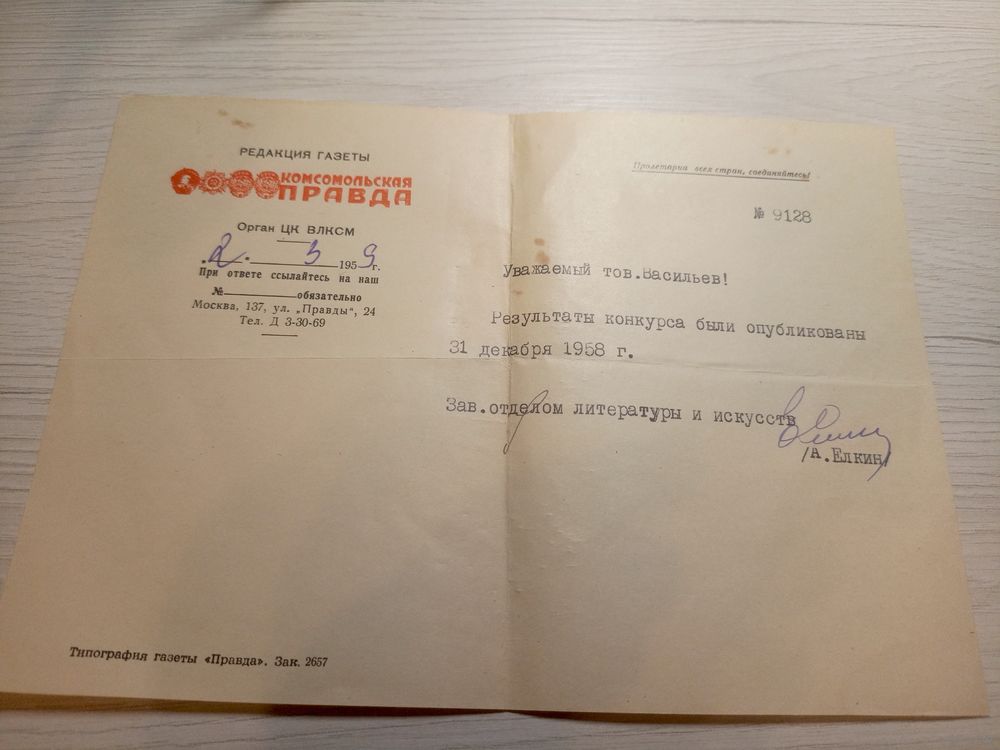 РЕДАКЦИЯ ГАЗЕТЫ
КОМСОМОЛЬСКАЯ
ПРАВДА
Орган ЦК ВЛКСМ
2. 3 1959 г.
При ответе ссылайтесь на наш
№ обязательно
Москва, 137, ул. „Правды", 24
Тел. Д 3-30-69
Пролетарии всех стран, соединяйтесь!
№ 9128
Уважаемый тов.Васильев!
Результаты конкурса были опубликованы
31 декабря 1958 г.
Зав.отделом литературы и искусств
/А.Елкин/
Типография газеты «Правда». Зак. 2657